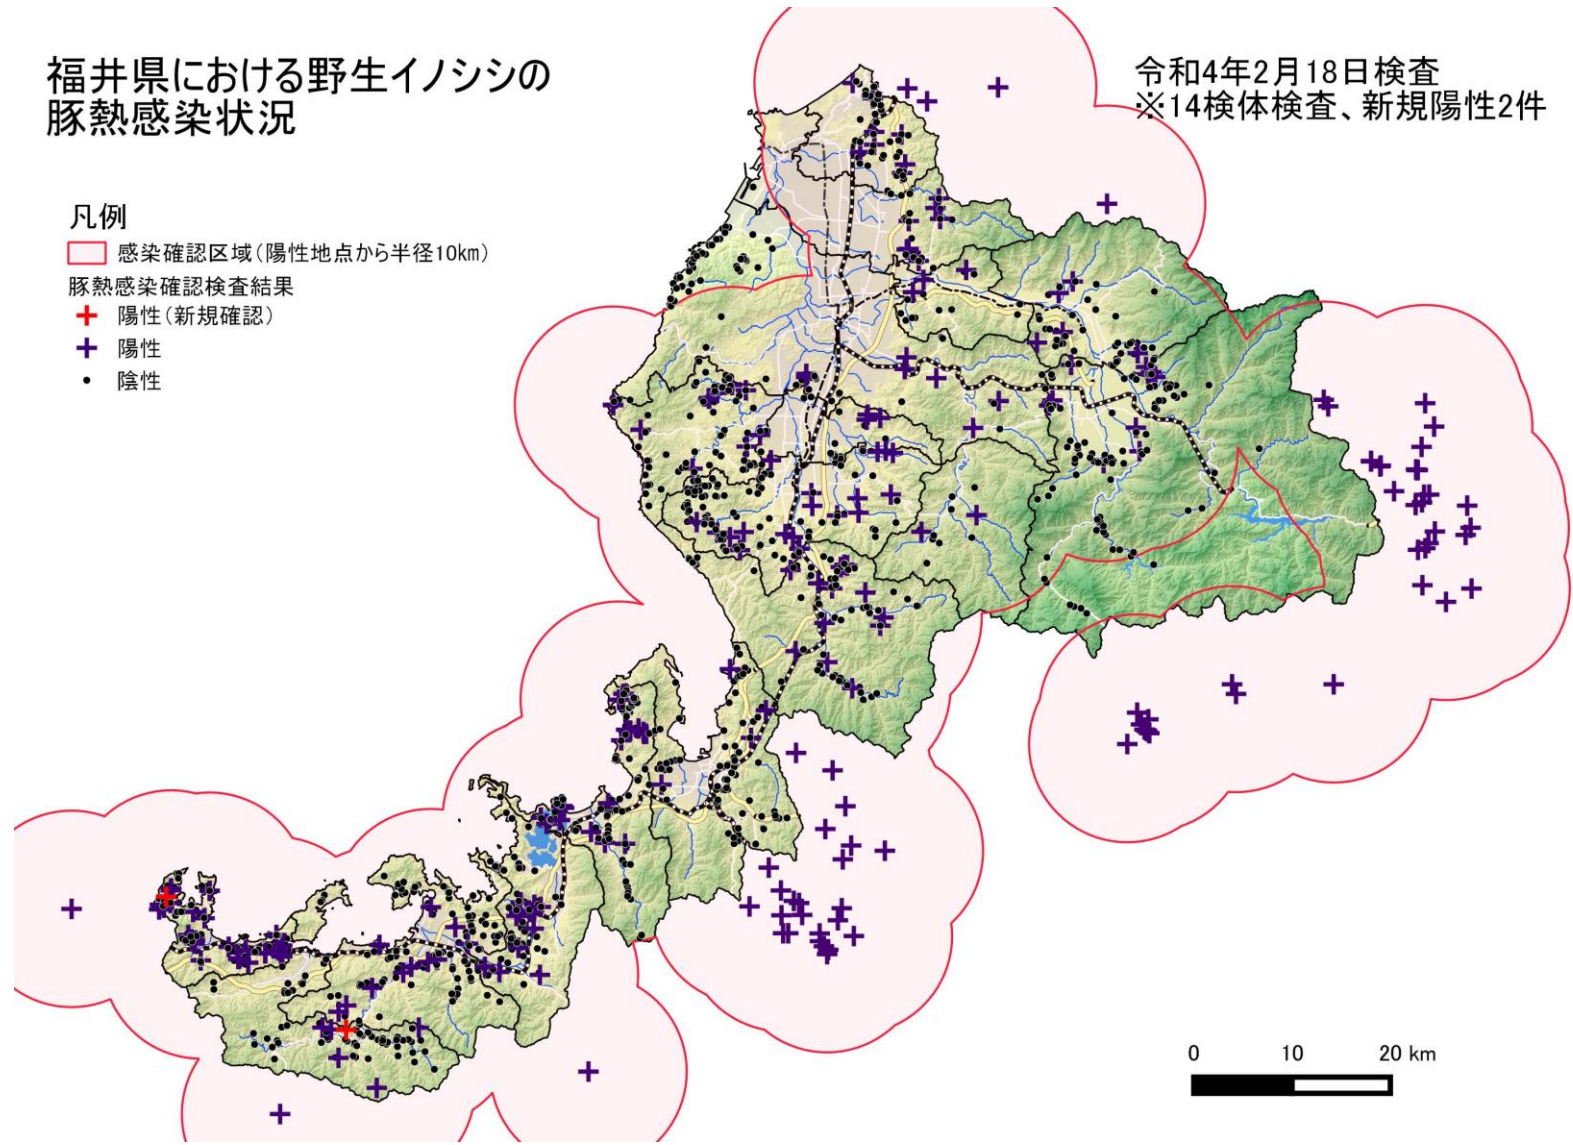 福井県における野生イノシシの
豚熱感染状況
令和4年2月18日検査
※14検体検査、新規陽性2件
凡例
感染確認区域(陽性地点から半径10km)
豚熱感染確認検査結果
陽性(新規確認)
陽性
陰性
0 10 20 km